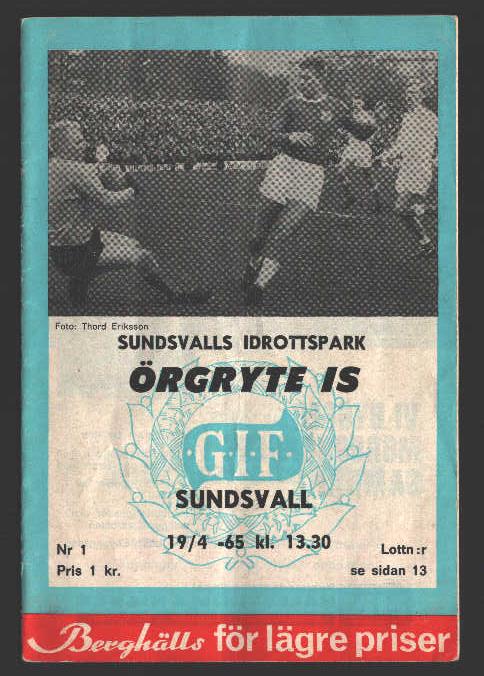 Foto: Thord Eriksson
SUNDSVALLS IDROTTSPARK
ÖRGRYTE IS
·G·I·F·
SUNDSVALL
19/4 -65 kl. 13.30
Nr 1
Pris 1 kr.
Lottn:r
se sidan 13
Berghälls för lägre priser